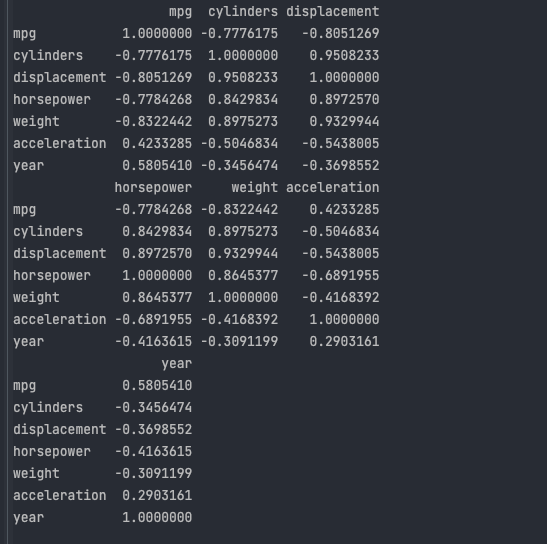 mpg cylinders displacement
mpg 1.0000000 -0.7776175 -0.8051269
cylinders -0.7776175 1.0000000 0.9508233
displacement -0.8051269 0.9508233 1.0000000
horsepower -0.7784268 0.8429834 0.8972570
weight -0.8322442 0.8975273 0.9329944
acceleration 0.4233285 -0.5046834 -0.5438005
year 0.5805410 -0.3456474 -0.3698552
horsepower weight acceleration
mpg -0.7784268 -0.8322442 0.4233285
cylinders 0.8429834 0.8975273 -0.5046834
displacement 0.8972570 0.9329944 -0.5438005
horsepower 1.0000000 0.8645377 -0.6891955
weight 0.8645377 1.0000000 -0.4168392
acceleration -0.6891955 -0.4168392 1.0000000
year -0.4163615 -0.3091199 0.2903161
year
mpg 0.5805410
cylinders -0.3456474
displacement -0.3698552
horsepower -0.4163615
weight -0.3091199
acceleration 0.2903161
year 1.0000000